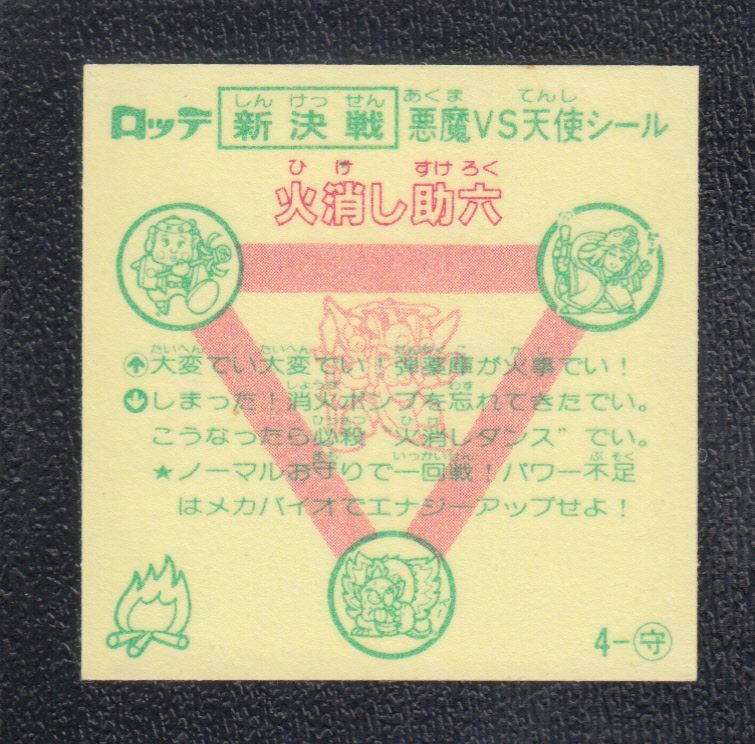 ロッテ 新決戦 悪魔VS天使シール
しんけっせん あくま てんし
ひけ すけろく
火消し助六
たいへん たいへん だんやくこ かじ
大変でい大変でい!弾薬庫が火事でい!
しょうか わす
しまった!消火ポンプを忘れてきたでい。
ひっさつ ひけ
こうなったら必殺“火消しダンス”でい。
まも いっかいせん ぶそく
★ノーマルお守りで一回戦!パワー不足
はメカバイオでエナジーアップせよ!
4-守